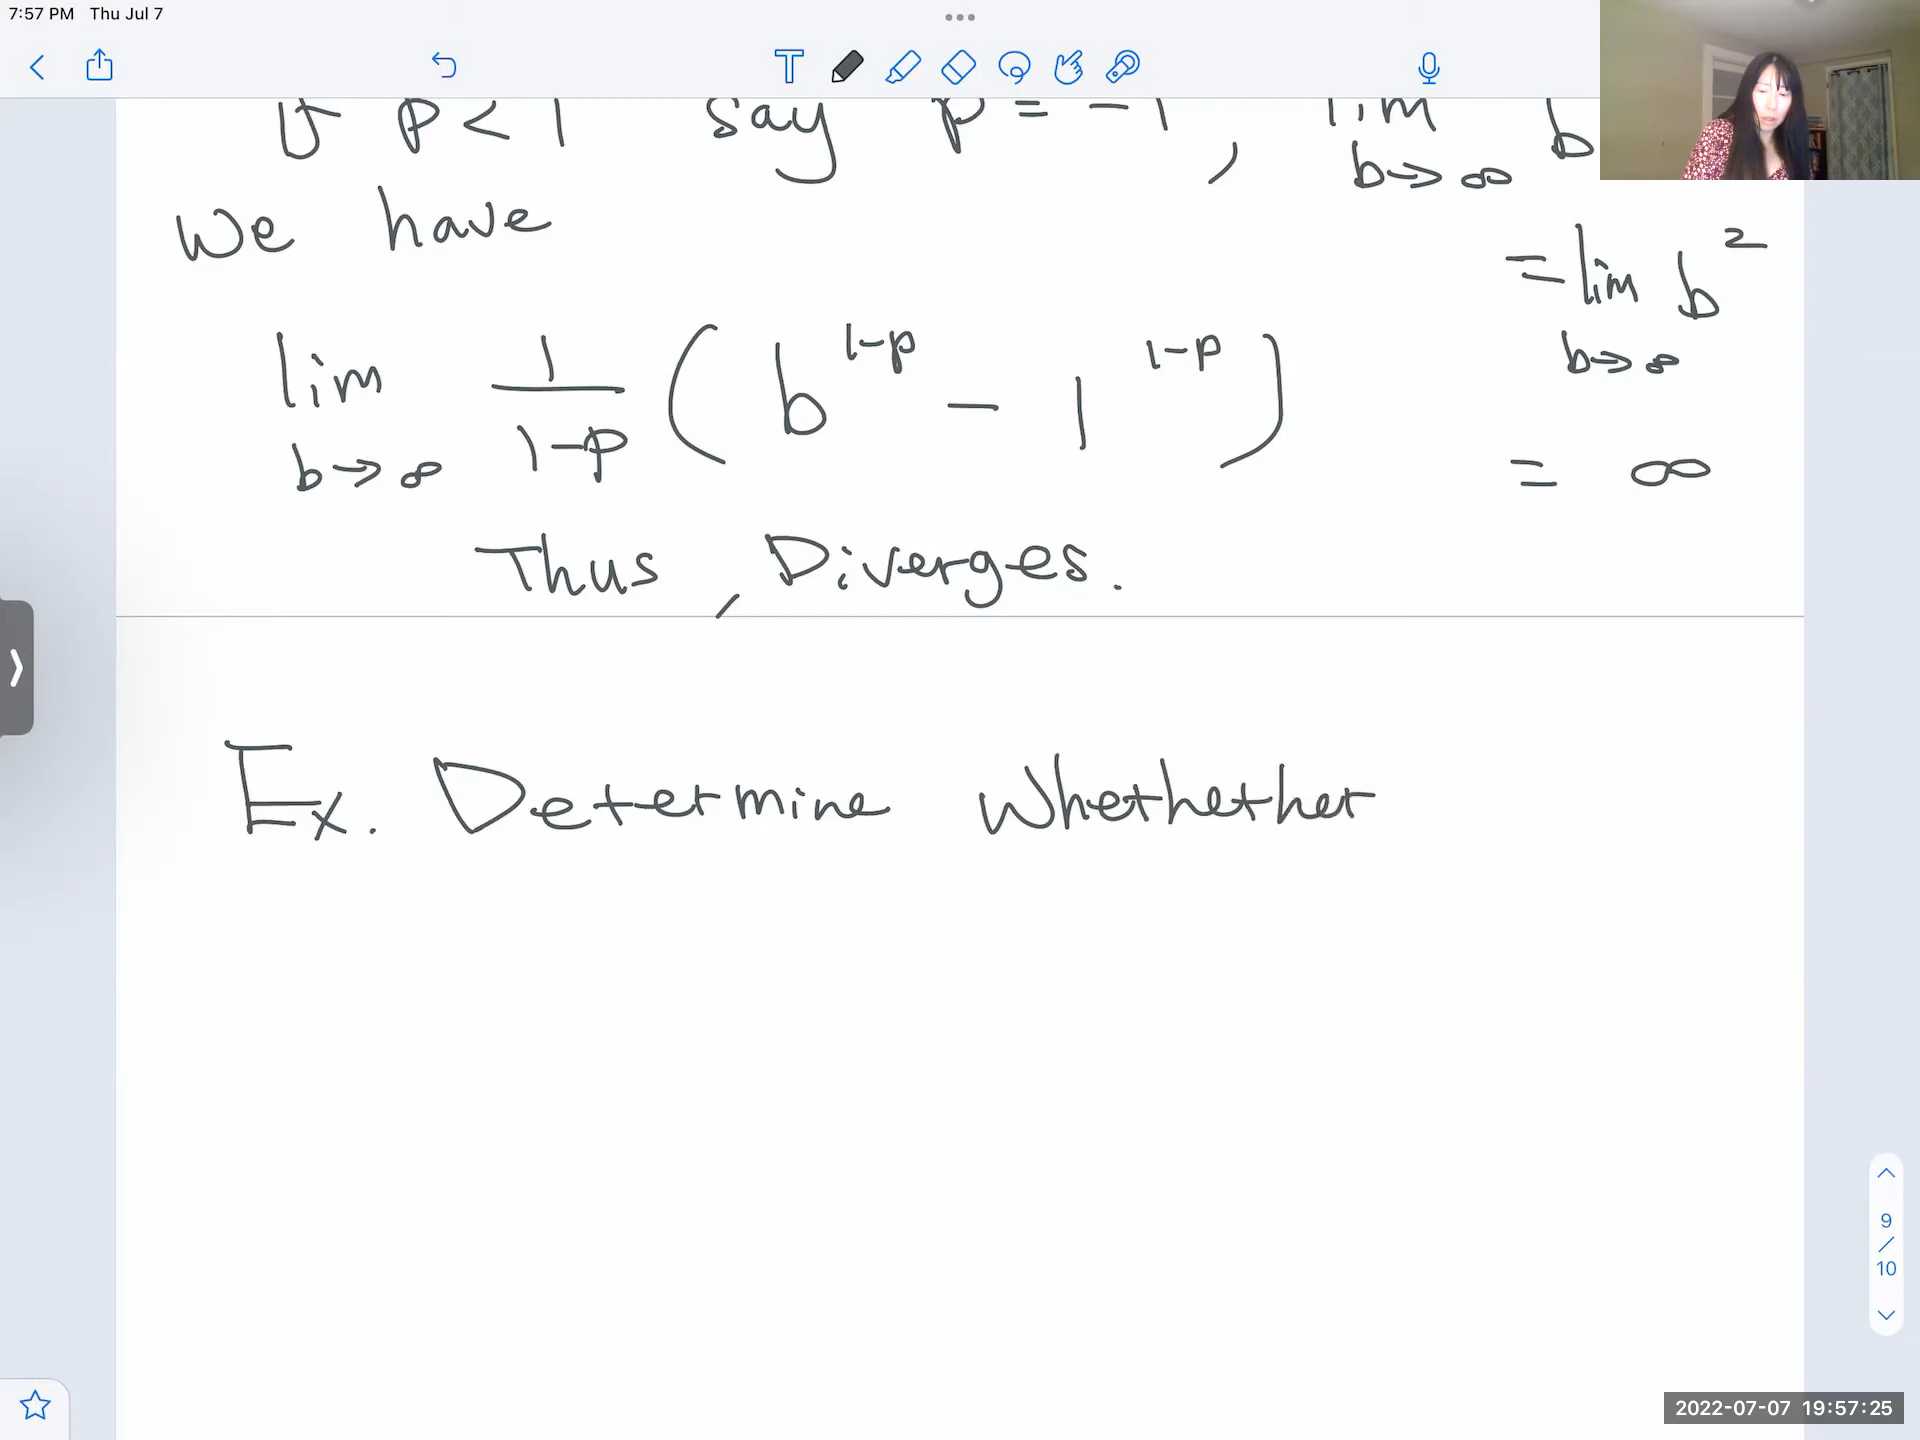 7:57 PM Thu Jul 7
If p < 1 say p = -1, lim b
b→∞
We have
= lim b²
b→∞
lim 1/(1-p) ( b^(1-p) - 1^(1-p) )
b→∞
= ∞
Thus, Diverges.
Ex. Determine Whethether
9
/
10
2022-07-07 19:57:25